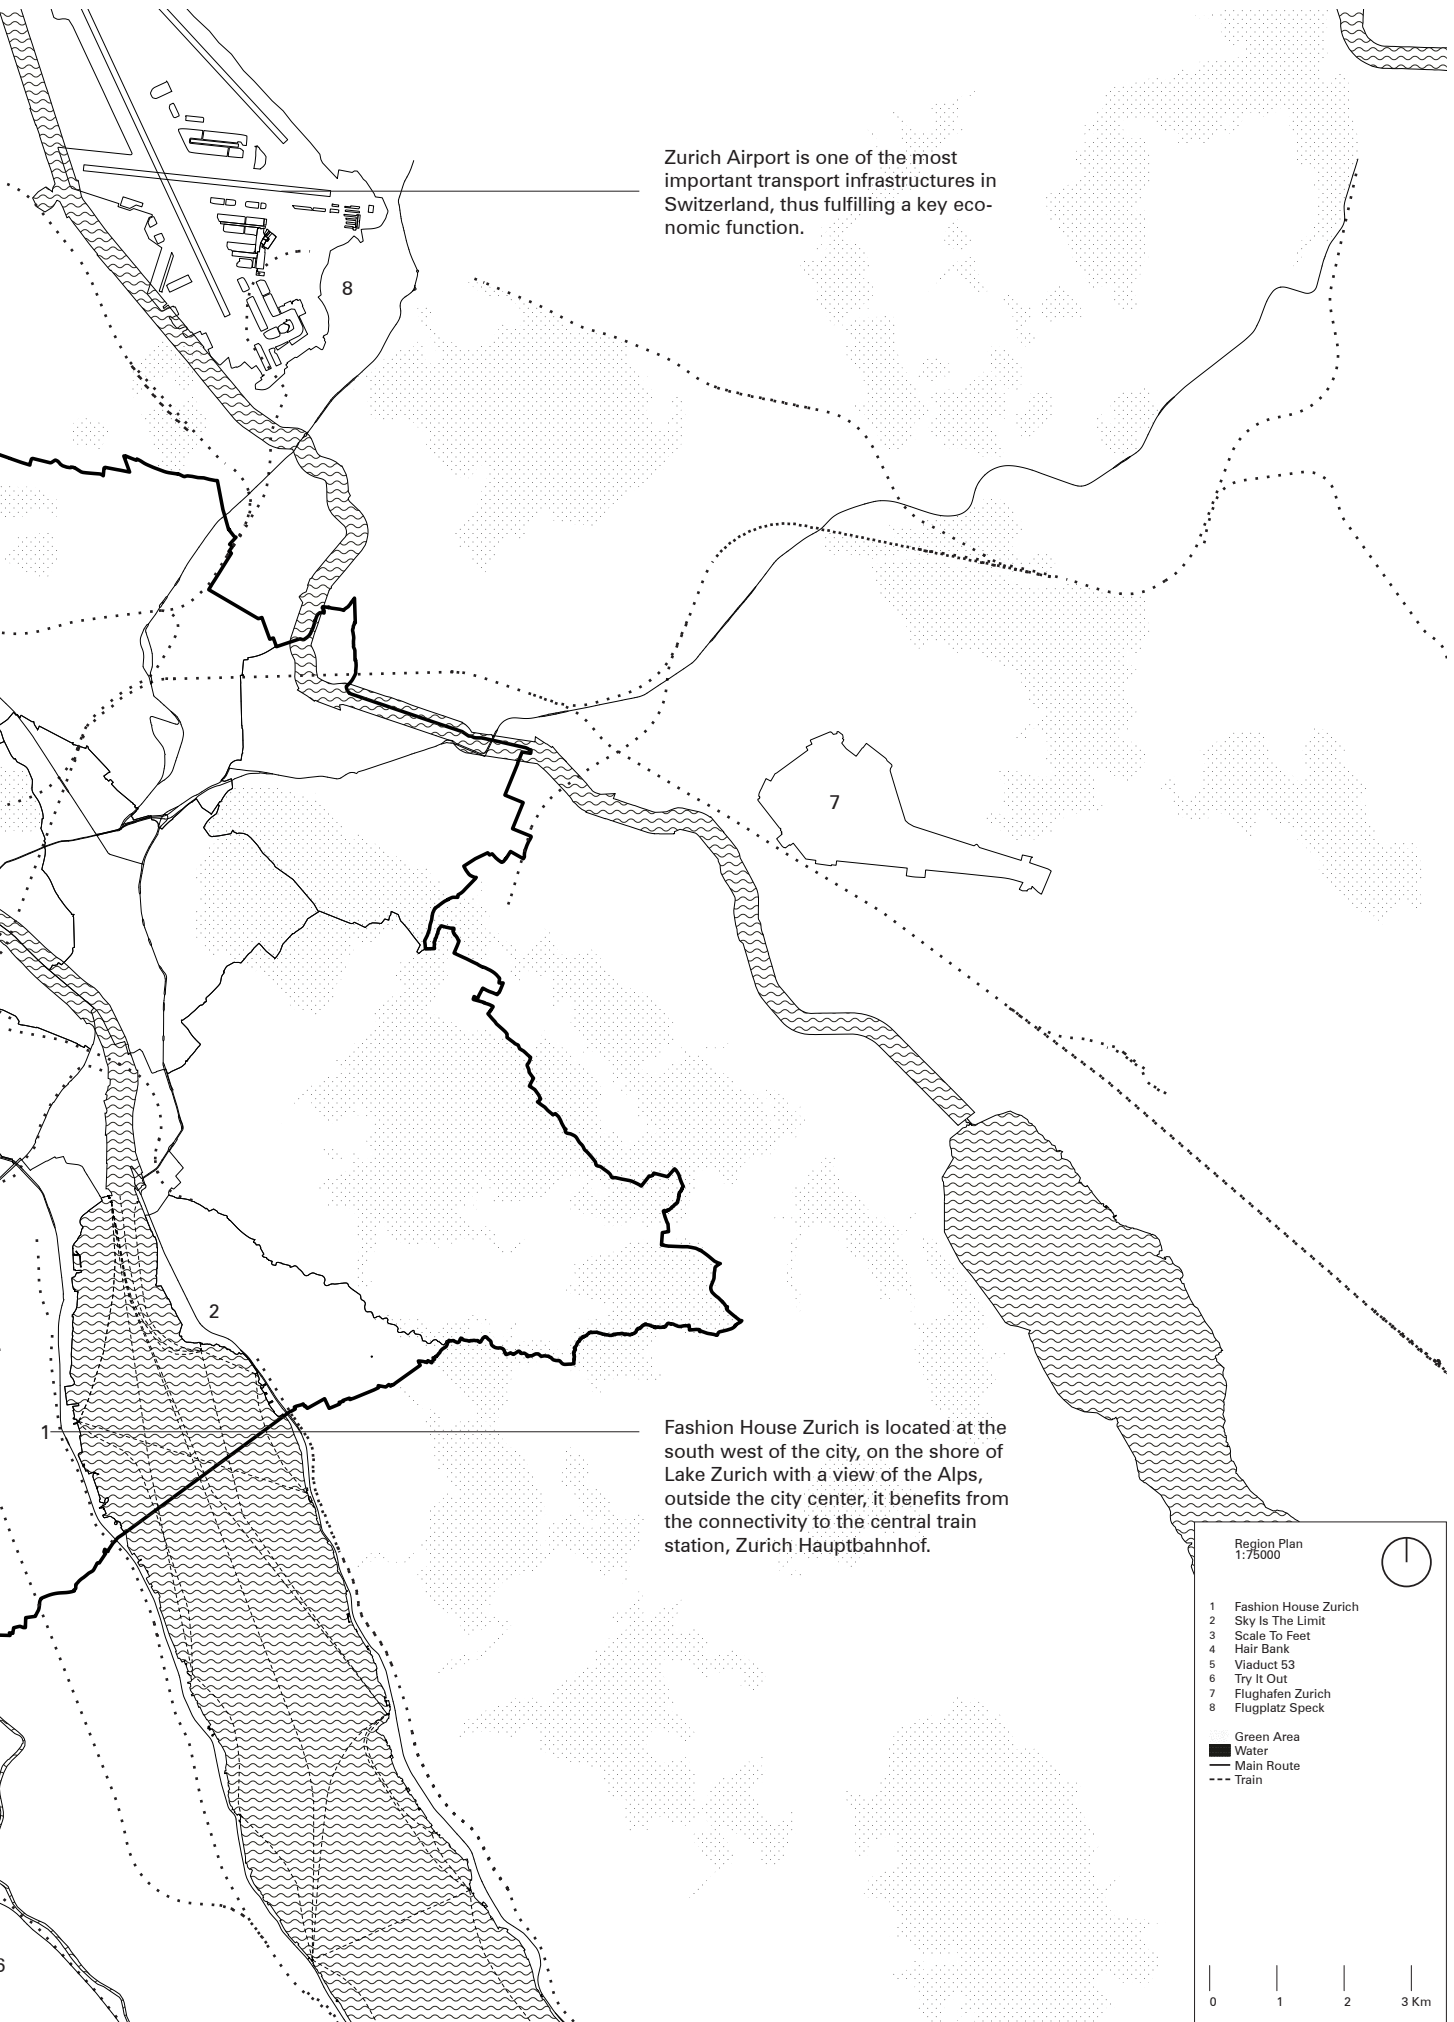 Zurich Airport is one of the most
important transport infrastructures in
Switzerland, thus fulfilling a key eco-
nomic function.
8
7
2
1
Fashion House Zurich is located at the
south west of the city, on the shore of
Lake Zurich with a view of the Alps,
outside the city center, it benefits from
the connectivity to the central train
station, Zurich Hauptbahnhof.
6
Region Plan
1:75000
1 Fashion House Zurich
2 Sky Is The Limit
3 Scale To Feet
4 Hair Bank
5 Viaduct 53
6 Try It Out
7 Flughafen Zurich
8 Flugplatz Speck
Green Area
Water
Main Route
Train
0 1 2 3 Km